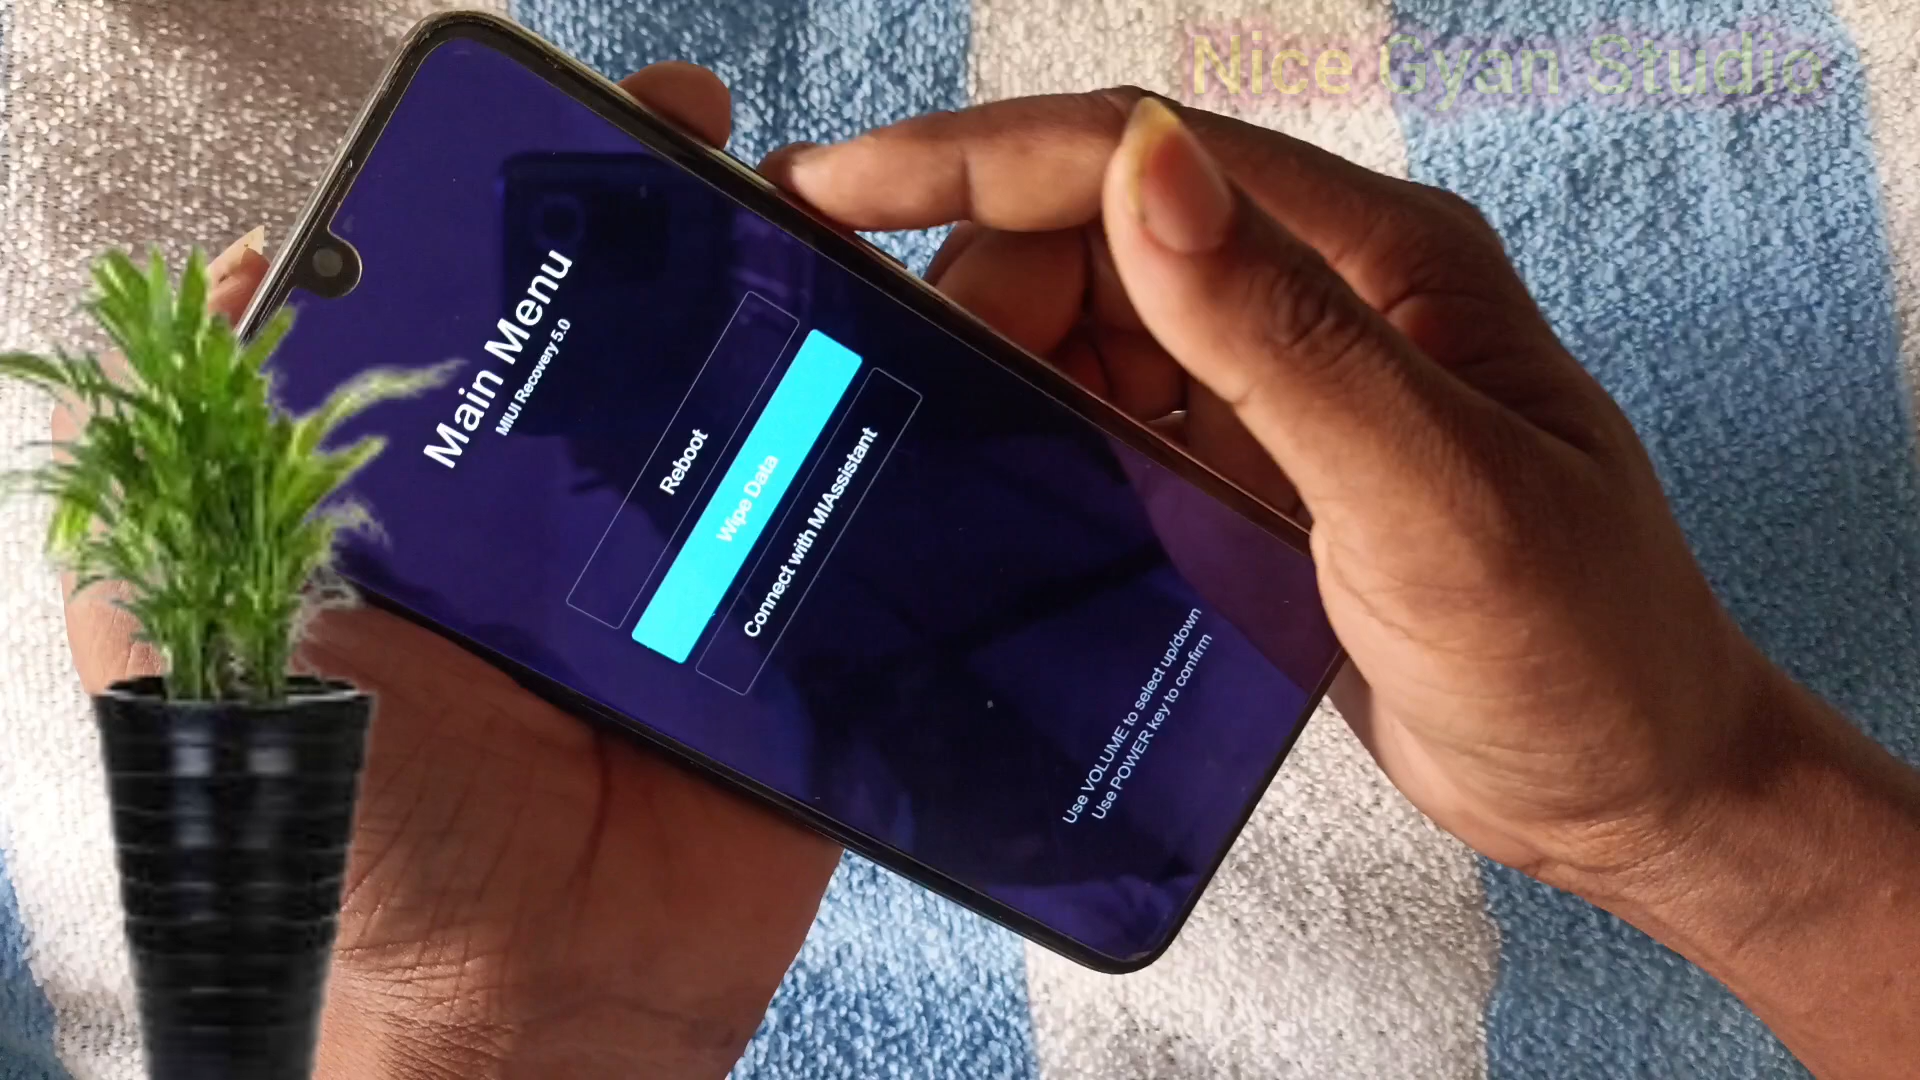 Nice Gyan Studio
Main Menu
MIUI Recovery 5.0
Reboot
Wipe Data
Connect with MIAssistant
Use VOLUME to select up/down
Use POWER key to confirm